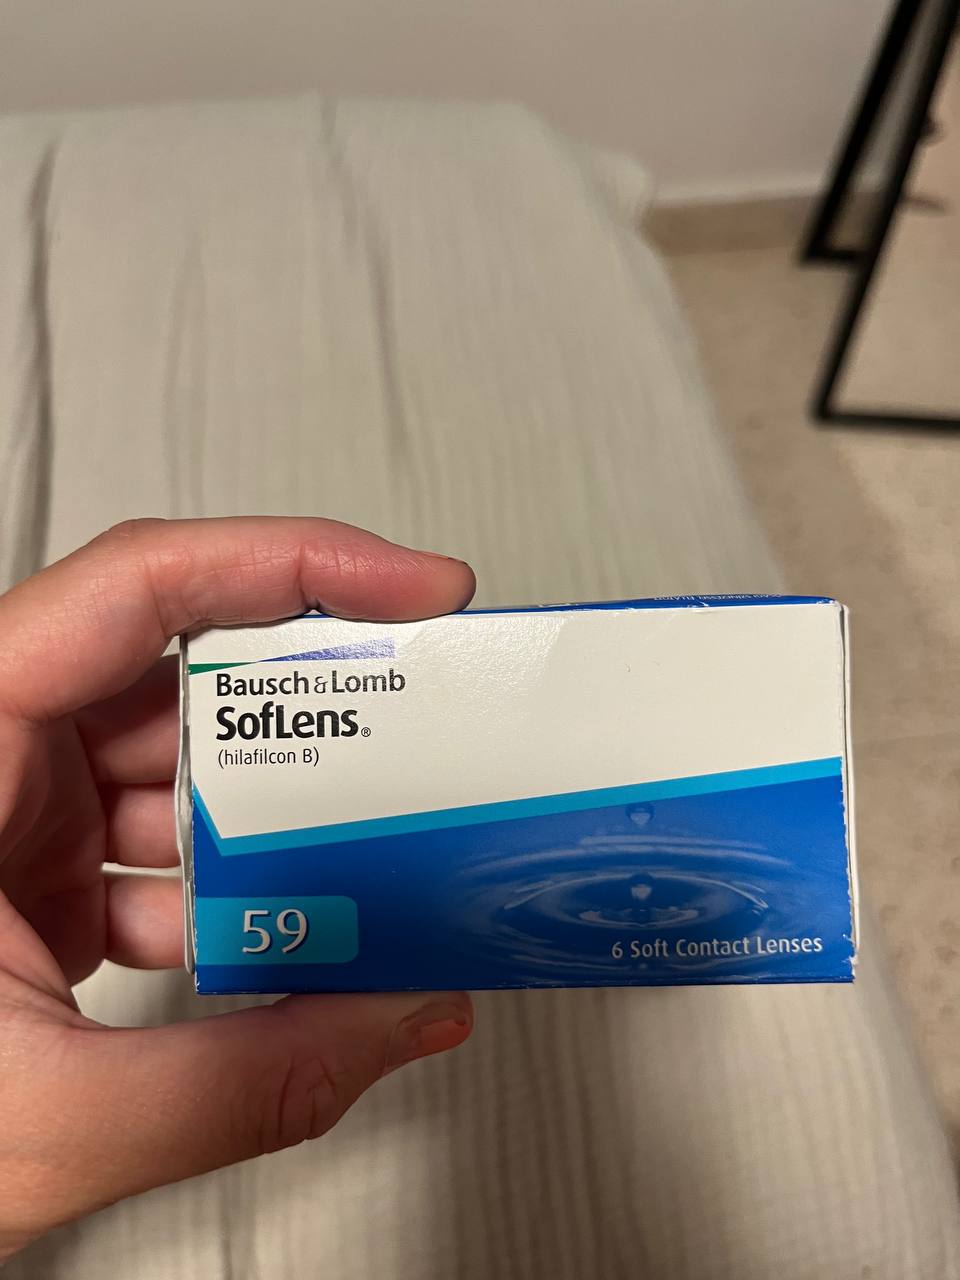 Bausch & Lomb
SofLens®
(hilafilcon B)
59
6 Soft Contact Lenses